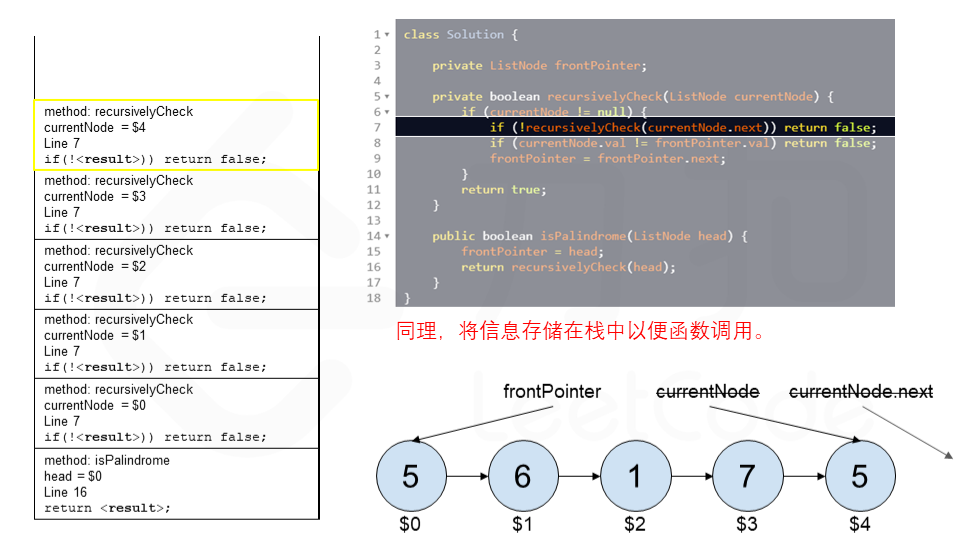 method: recursivelyCheck
currentNode = $4
Line 7
if(!<result>)) return false;
method: recursivelyCheck
currentNode = $3
Line 7
if(!<result>)) return false;
method: recursivelyCheck
currentNode = $2
Line 7
if(!<result>)) return false;
method: recursivelyCheck
currentNode = $1
Line 7
if(!<result>)) return false;
method: recursivelyCheck
currentNode = $0
Line 7
if(!<result>)) return false;
method: isPalindrome
head = $0
Line 16
return <result>;
1 class Solution {
2
3 private ListNode frontPointer;
4
5 private boolean recursivelyCheck(ListNode currentNode) {
6 if (currentNode != null) {
7 if (!recursivelyCheck(currentNode.next)) return false;
8 if (currentNode.val != frontPointer.val) return false;
9 frontPointer = frontPointer.next;
10 }
11 return true;
12 }
13
14 public boolean isPalindrome(ListNode head) {
15 frontPointer = head;
16 return recursivelyCheck(head);
17 }
18 }
同理，将信息存储在栈中以便函数调用。
frontPointer currentNode currentNode.next
5 6 1 7 5
$0 $1 $2 $3 $4
LeetCode